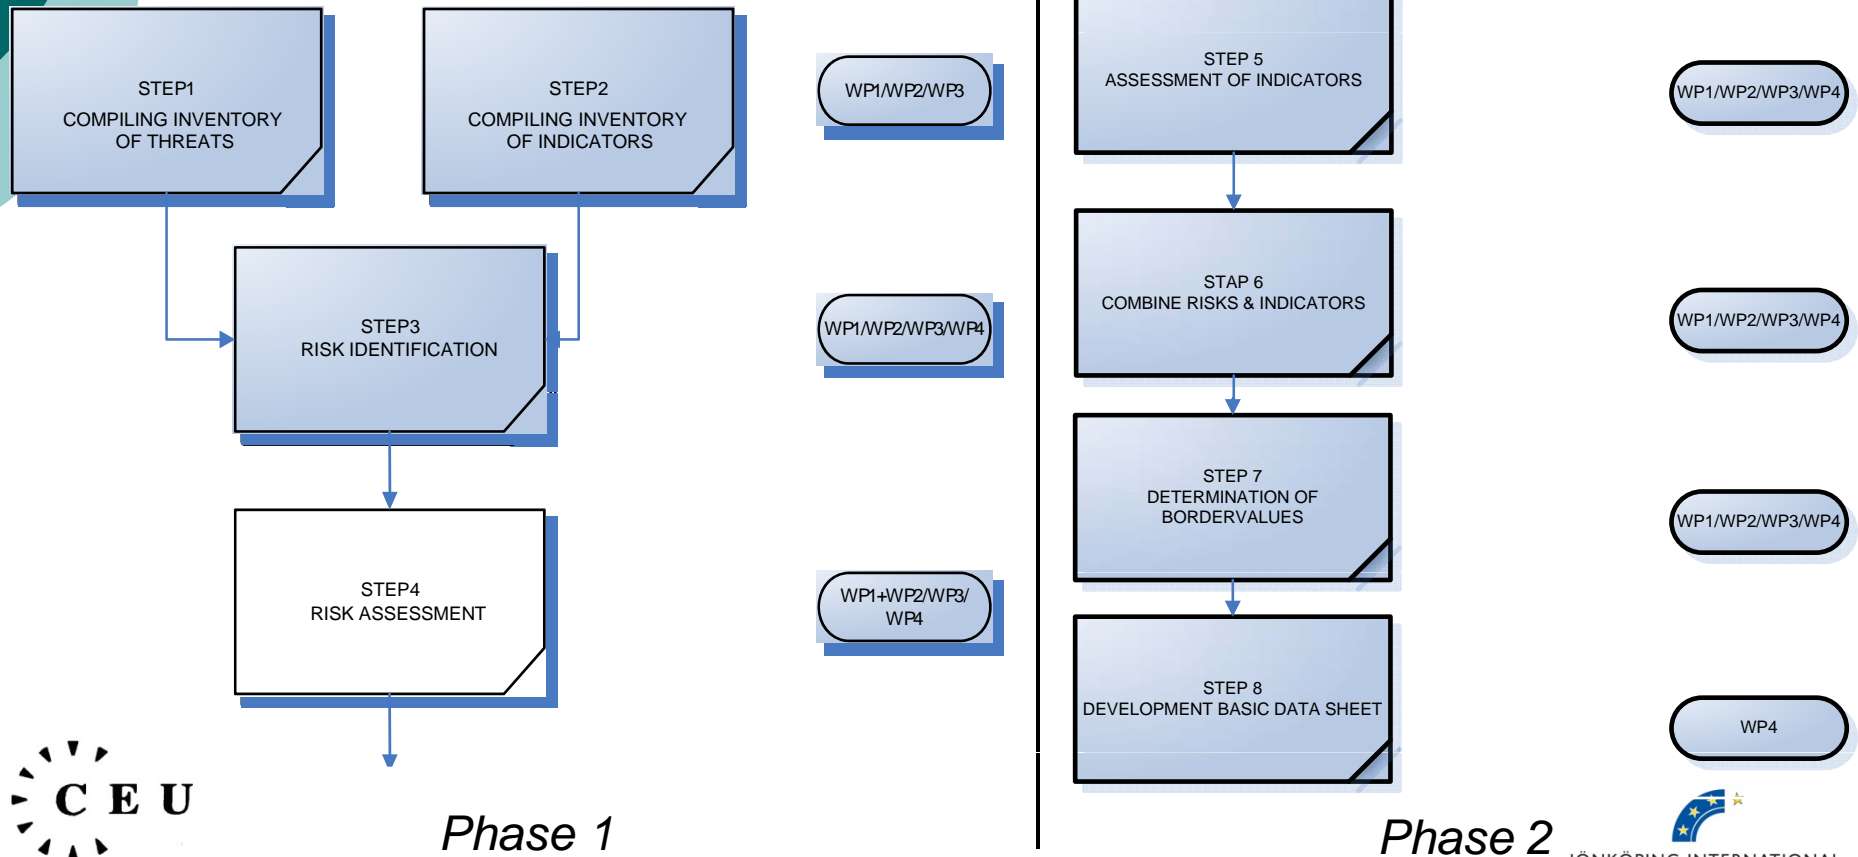 STEP1
COMPILING INVENTORY
OF THREATS
STEP2
COMPILING INVENTORY
OF INDICATORS
WP1/WP2/WP3
STEP3
RISK IDENTIFICATION
WP1/WP2/WP3/WP4
STEP4
RISK ASSESSMENT
WP1+WP2/WP3/
WP4
C E U
Phase 1
STEP 5
ASSESSMENT OF INDICATORS
WP1/WP2/WP3/WP4
STAP 6
COMBINE RISKS & INDICATORS
WP1/WP2/WP3/WP4
STEP 7
DETERMINATION OF
BORDERVALUES
WP1/WP2/WP3/WP4
STEP 8
DEVELOPMENT BASIC DATA SHEET
WP4
Phase 2
JÖNKÖPING INTERNATIONAL